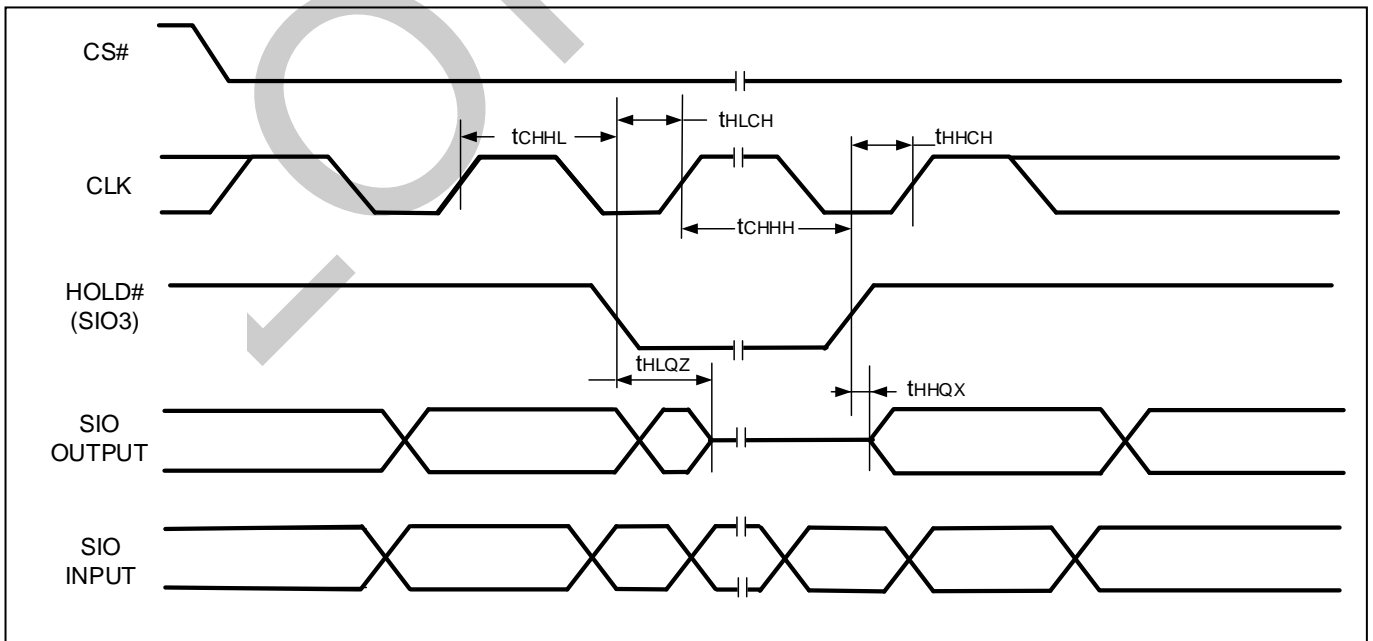 CS#
tHLCH
tCHHL
tHHCH
CLK
tCHHH
HOLD#
(SIO3)
tHLQZ
tHHQX
SIO
OUTPUT
SIO
INPUT